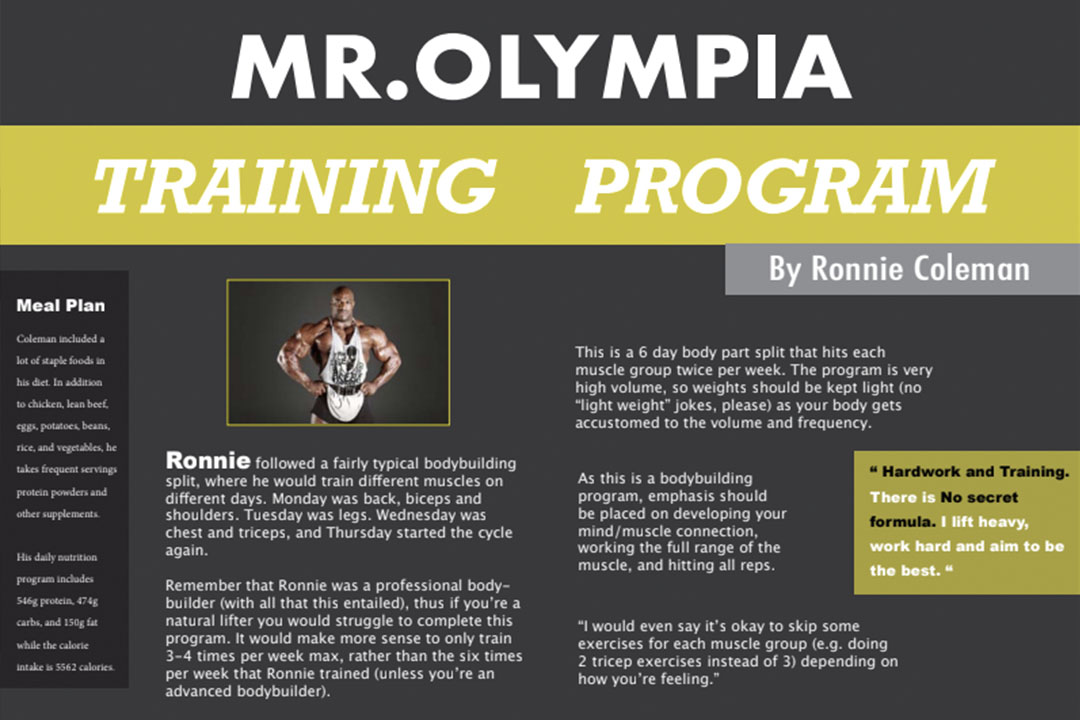 MR.OLYMPIA
TRAINING PROGRAM
By Ronnie Coleman
Meal Plan
Coleman included a
lot of staple foods in
his diet. In addition
to chicken, lean beef,
eggs, potatoes, beans,
rice, and vegetables, he
takes frequent servings
protein powders and
other supplements.
His daily nutrition
program includes
546g protein, 474g
carbs, and 150g fat
while the calorie
intake is 5562 calories.
Ronnie followed a fairly typical bodybuilding
split, where he would train different muscles on
different days. Monday was back, biceps and
shoulders. Tuesday was legs. Wednesday was
chest and triceps, and Thursday started the cycle
again.
Remember that Ronnie was a professional body-
builder (with all that this entailed), thus if you're a
natural lifter you would struggle to complete this
program. It would make more sense to only train
3-4 times per week max, rather than the six times
per week that Ronnie trained (unless you're an
advanced bodybuilder).
This is a 6 day body part split that hits each
muscle group twice per week. The program is very
high volume, so weights should be kept light (no
"light weight" jokes, please) as your body gets
accustomed to the volume and frequency.
As this is a bodybuilding
program, emphasis should
be placed on developing your
mind/muscle connection,
working the full range of the
muscle, and hitting all reps.
"I would even say it's okay to skip some
exercises for each muscle group (e.g. doing
2 tricep exercises instead of 3) depending on
how you're feeling."
“ Hardwork and Training.
There is No secret
formula. I lift heavy,
work hard and aim to be
the best. “